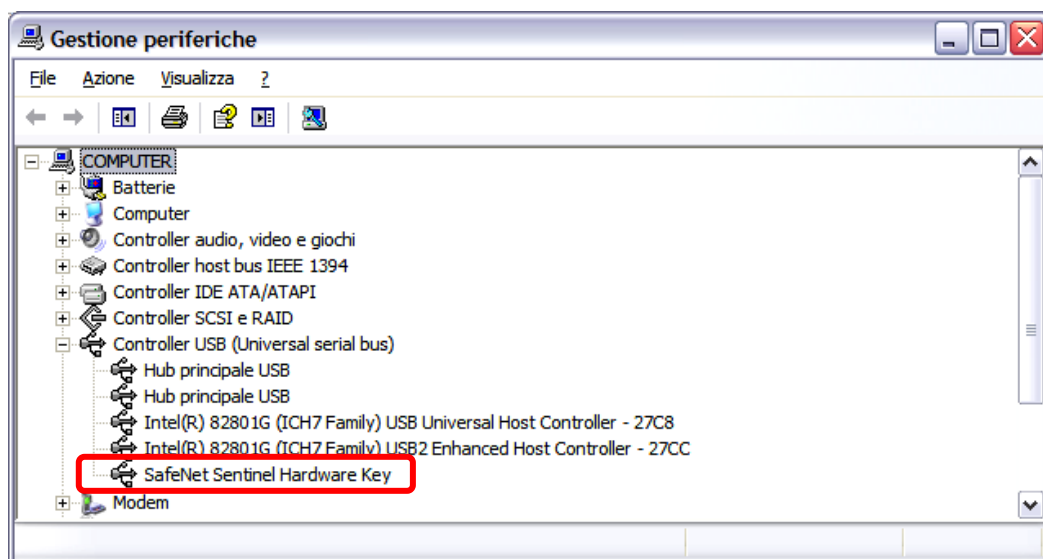 Gestione periferiche
File Azione Visualizza ?
COMPUTER
Batterie
Computer
Controller audio, video e giochi
Controller host bus IEEE 1394
Controller IDE ATA/ATAPI
Controller SCSI e RAID
Controller USB (Universal serial bus)
Hub principale USB
Hub principale USB
Intel(R) 82801G (ICH7 Family) USB Universal Host Controller - 27C8
Intel(R) 82801G (ICH7 Family) USB2 Enhanced Host Controller - 27CC
SafeNet Sentinel Hardware Key
Modem